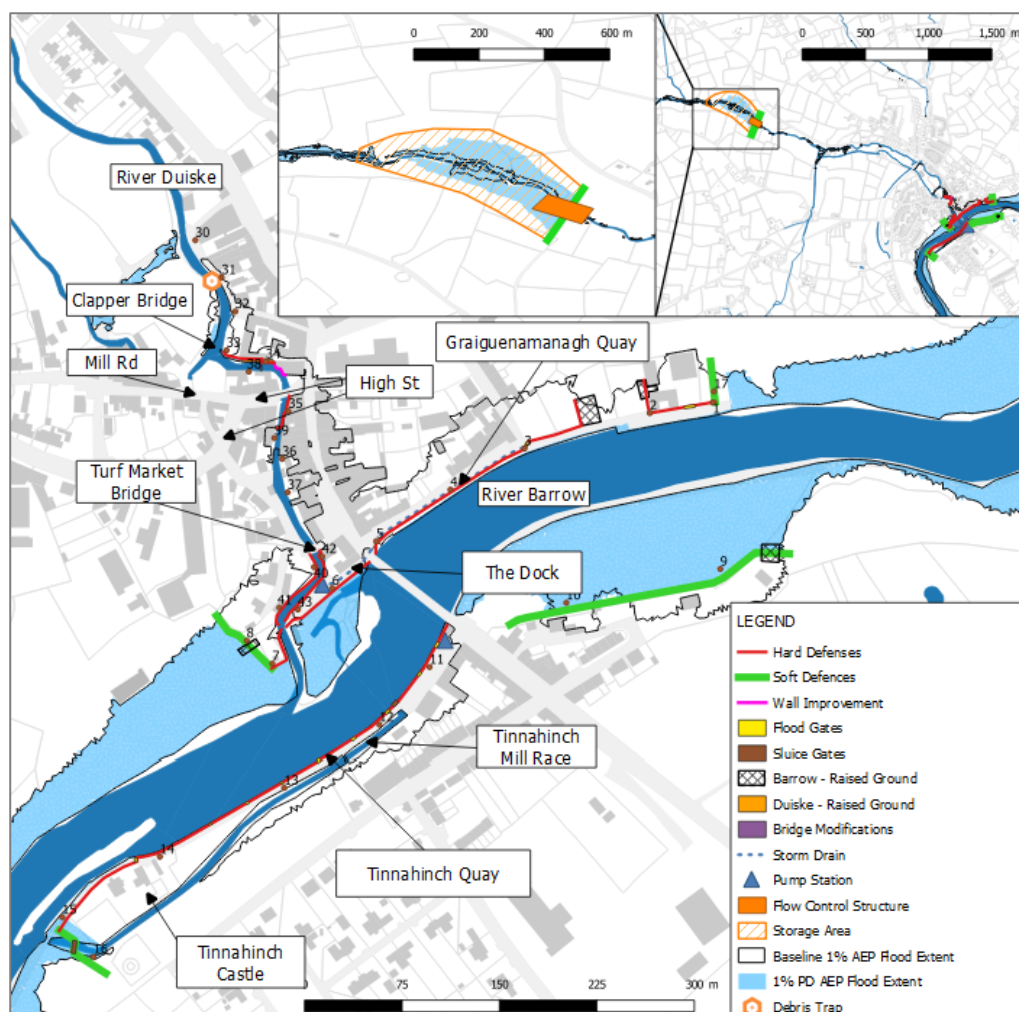 0 200 400 600 m
0 500 1,000 1,500 m
River Duiske
30
31
Clapper Bridge
32
Graiguenamanagh Quay
33
34
38
Mill Rd
High St
17
35
2
39
3
36
Turf Market
Bridge
4
37
River Barrow
5
42
The Dock
9
40
6
10
41
43
LEGEND
8
Hard Defenses
7
11
Soft Defences
Wall Improvement
12
Flood Gates
Tinnahinch
Mill Race
Sluice Gates
13
Barrow - Raised Ground
Duiske - Raised Ground
Bridge Modifications
14
Storm Drain
Tinnahinch Quay
Pump Station
15
Flow Control Structure
Storage Area
16
Tinnahinch
Castle
Baseline 1% AEP Flood Extent
1% PD AEP Flood Extent
0 75 150 225 300 m
Debris Trap